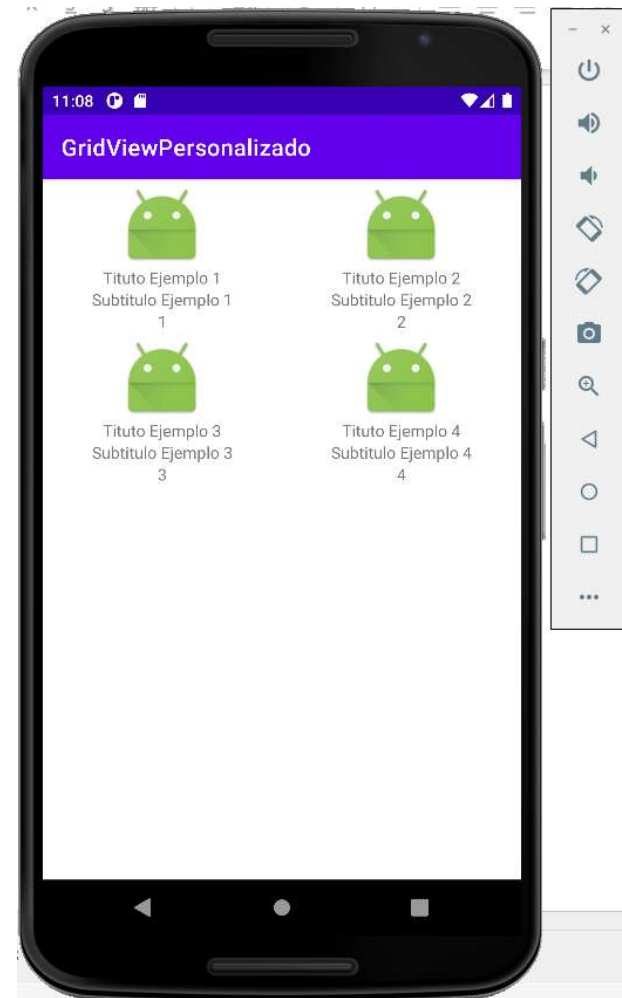 11:08
GridViewPersonalizado
Tituto Ejemplo 1
Subtitulo Ejemplo 1
1
Tituto Ejemplo 2
Subtitulo Ejemplo 2
2
Tituto Ejemplo 3
Subtitulo Ejemplo 3
3
Tituto Ejemplo 4
Subtitulo Ejemplo 4
4